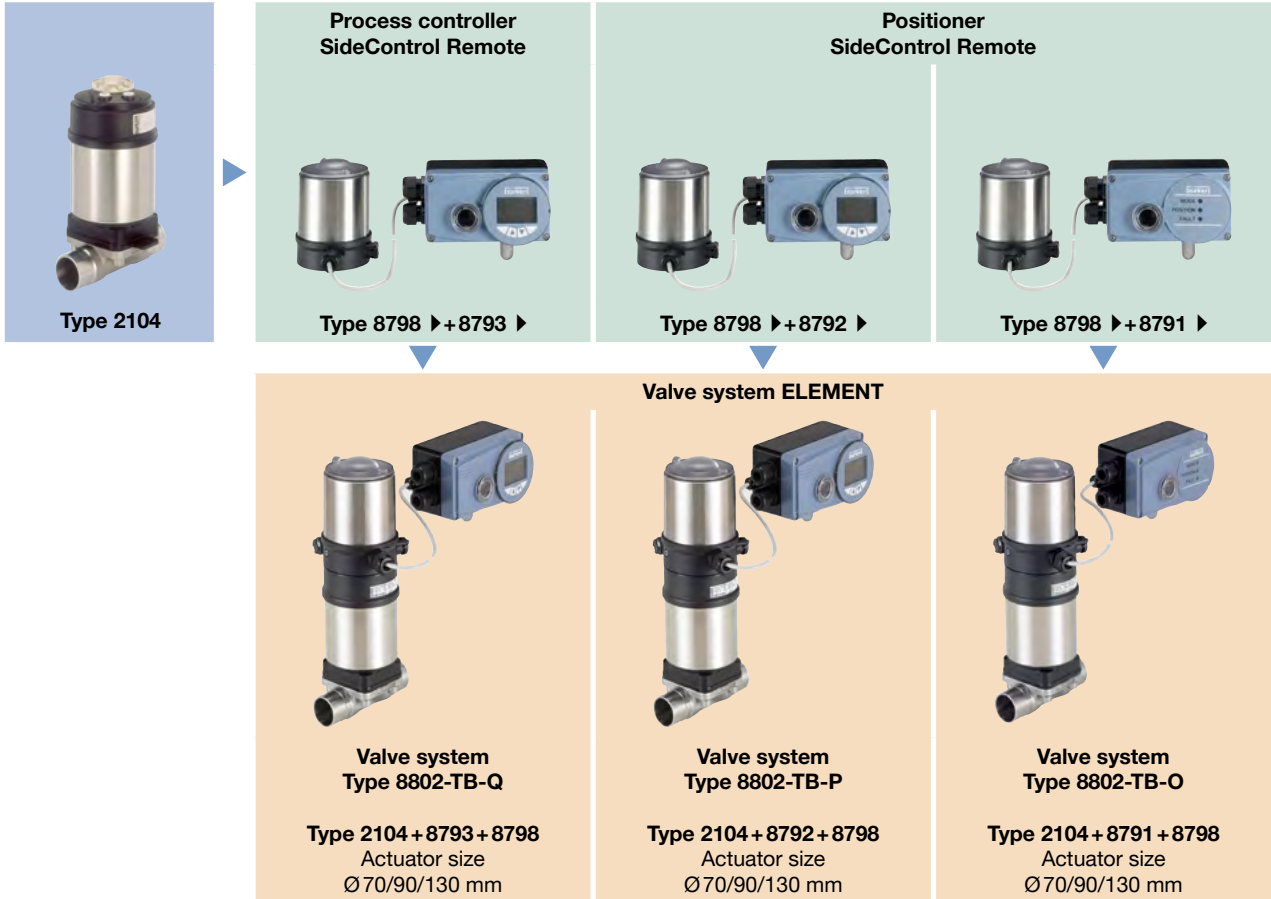 Process controller
SideControl Remote
Positioner
SideControl Remote
Type 2104
Type 8798 ▶+8793 ▶
Type 8798 ▶+8792 ▶
MODE
POSITION
FAULT
Type 8798 ▶+8791 ▶
Valve system ELEMENT
Valve system
Type 8802-TB-Q
Type 2104+8793+8798
Actuator size
Ø70/90/130 mm
Valve system
Type 8802-TB-P
Type 2104+8792+8798
Actuator size
Ø70/90/130 mm
Valve system
Type 8802-TB-O
Type 2104+8791+8798
Actuator size
Ø70/90/130 mm